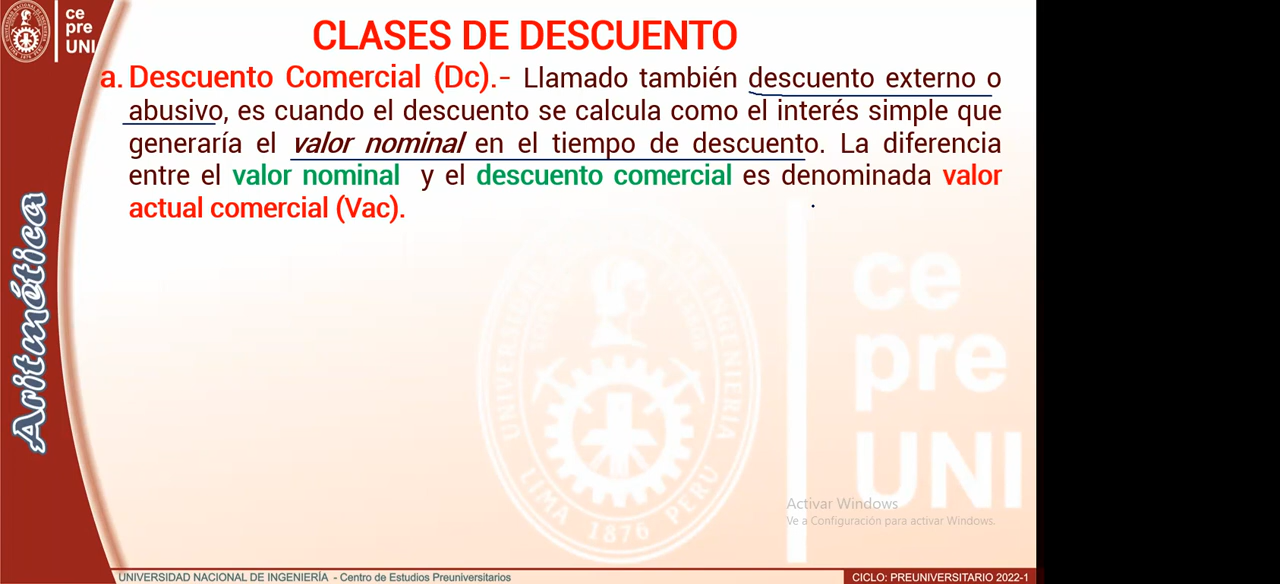 ce
pre
UNI
CLASES DE DESCUENTO
a. Descuento Comercial (Dc).- Llamado también descuento externo o
abusivo, es cuando el descuento se calcula como el interés simple que
generaría el valor nominal en el tiempo de descuento. La diferencia
entre el valor nominal y el descuento comercial es denominada valor
actual comercial (Vac).
Aritmética
ce
pre
UNI
LIMA 1876 PERU
Activar Windows
Ve a Configuración para activar Windows.
UNIVERSIDAD NACIONAL DE INGENIERÍA - Centro de Estudios Preuniversitarios
CICLO: PREUNIVERSITARIO 2022-1